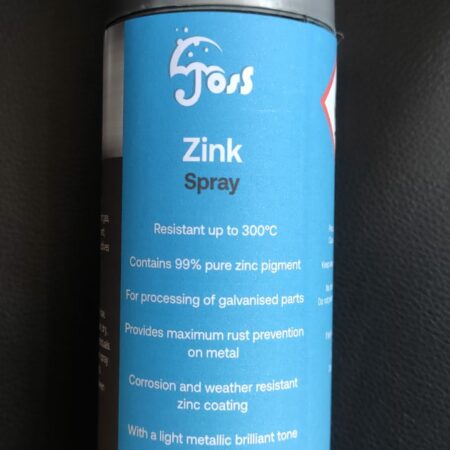 Joss
Zink
Spray
Resistant up to 300°C
Contains 99% pure zinc pigment
For processing of galvanised parts
Provides maximum rust prevention
on metal
Corrosion and weather resistant
zinc coating
With a light metallic brilliant tone